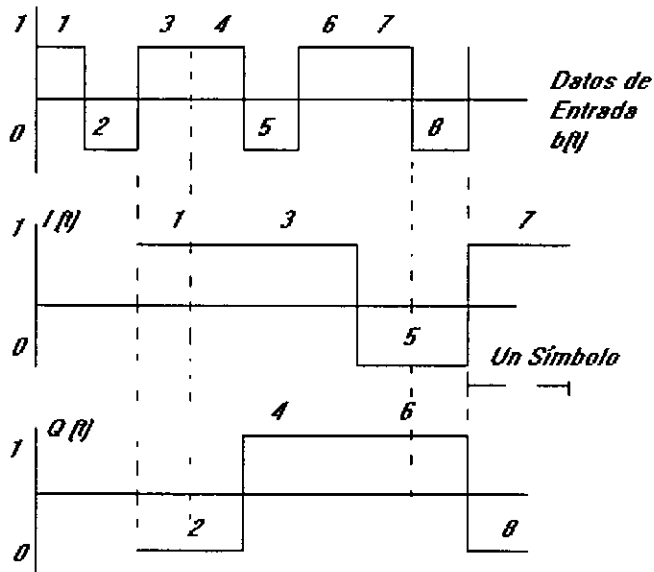 1 1 3 4 6 7
0 2 5 8
Datos de
Entrada
b(t)
1 I (t) 1 3 7
0 5
Un Símbolo
Q (t) 4 6
1
2 8
0